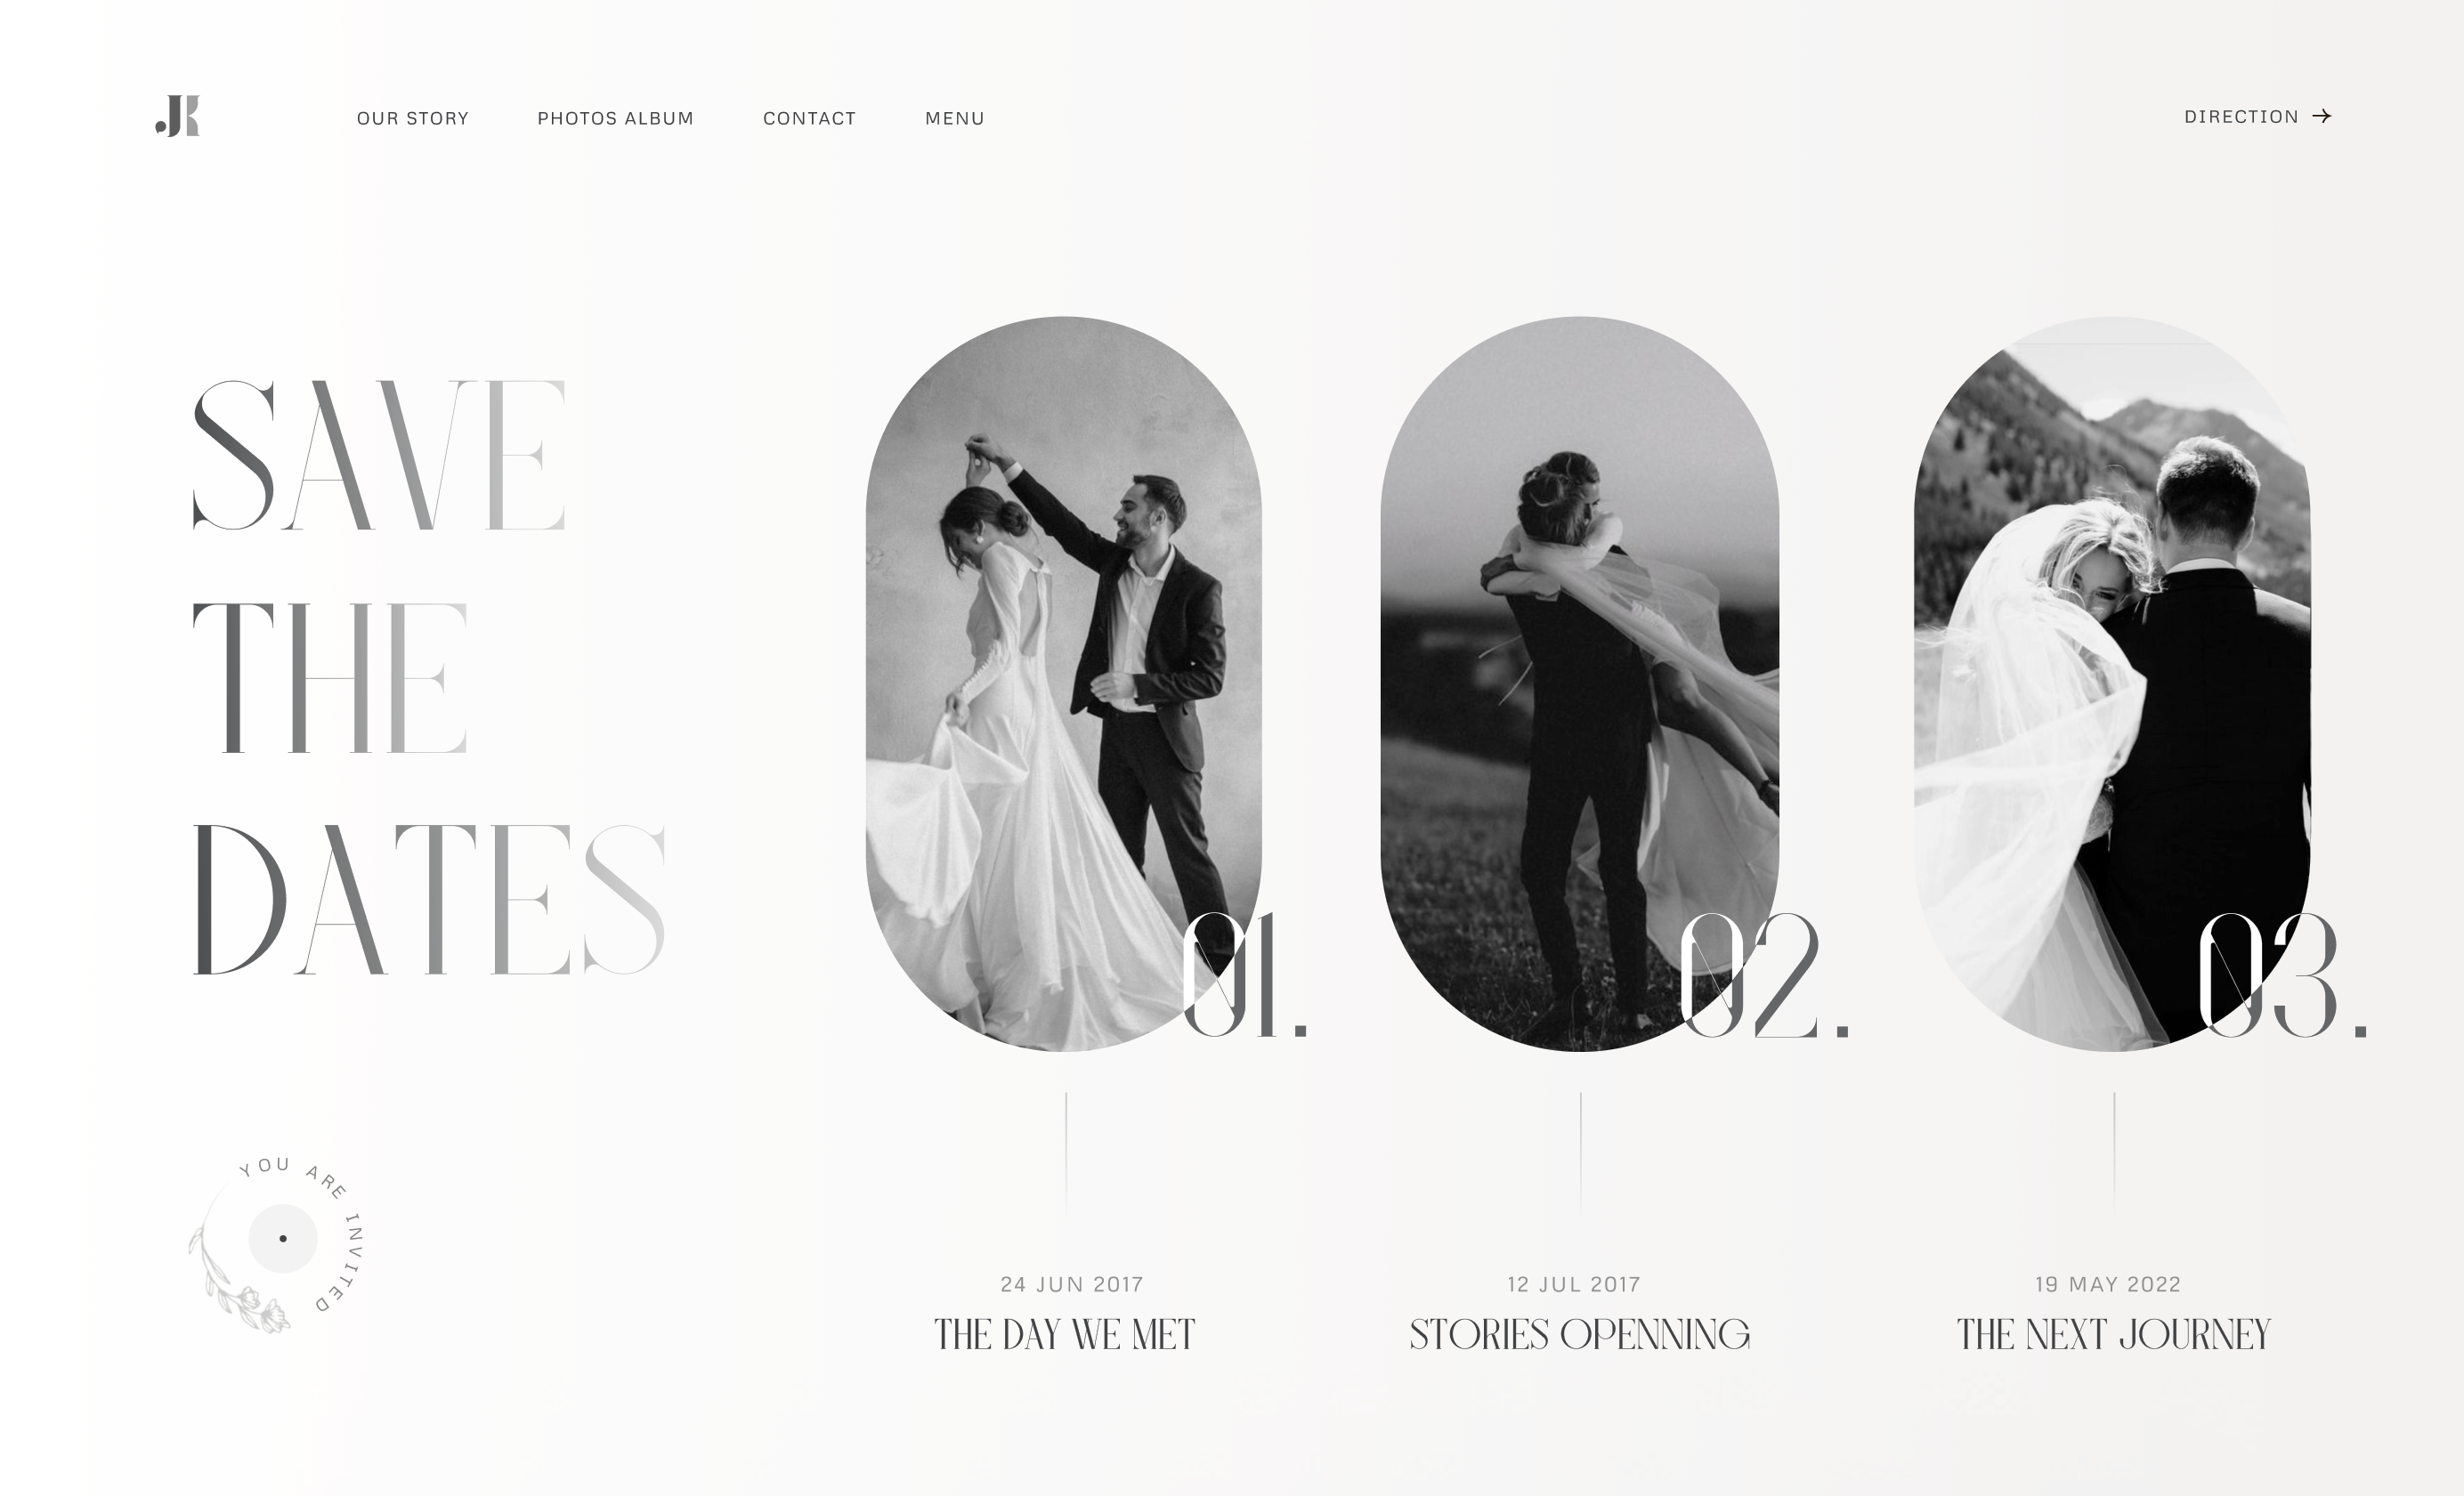 JK
OUR STORY
PHOTOS ALBUM
CONTACT
MENU
DIRECTION →
SAVE
THE
DATES
01.
02.
03.
YOU ARE INVITED
24 JUN 2017
THE DAY WE MET
12 JUL 2017
STORIES OPENNING
19 MAY 2022
THE NEXT JOURNEY